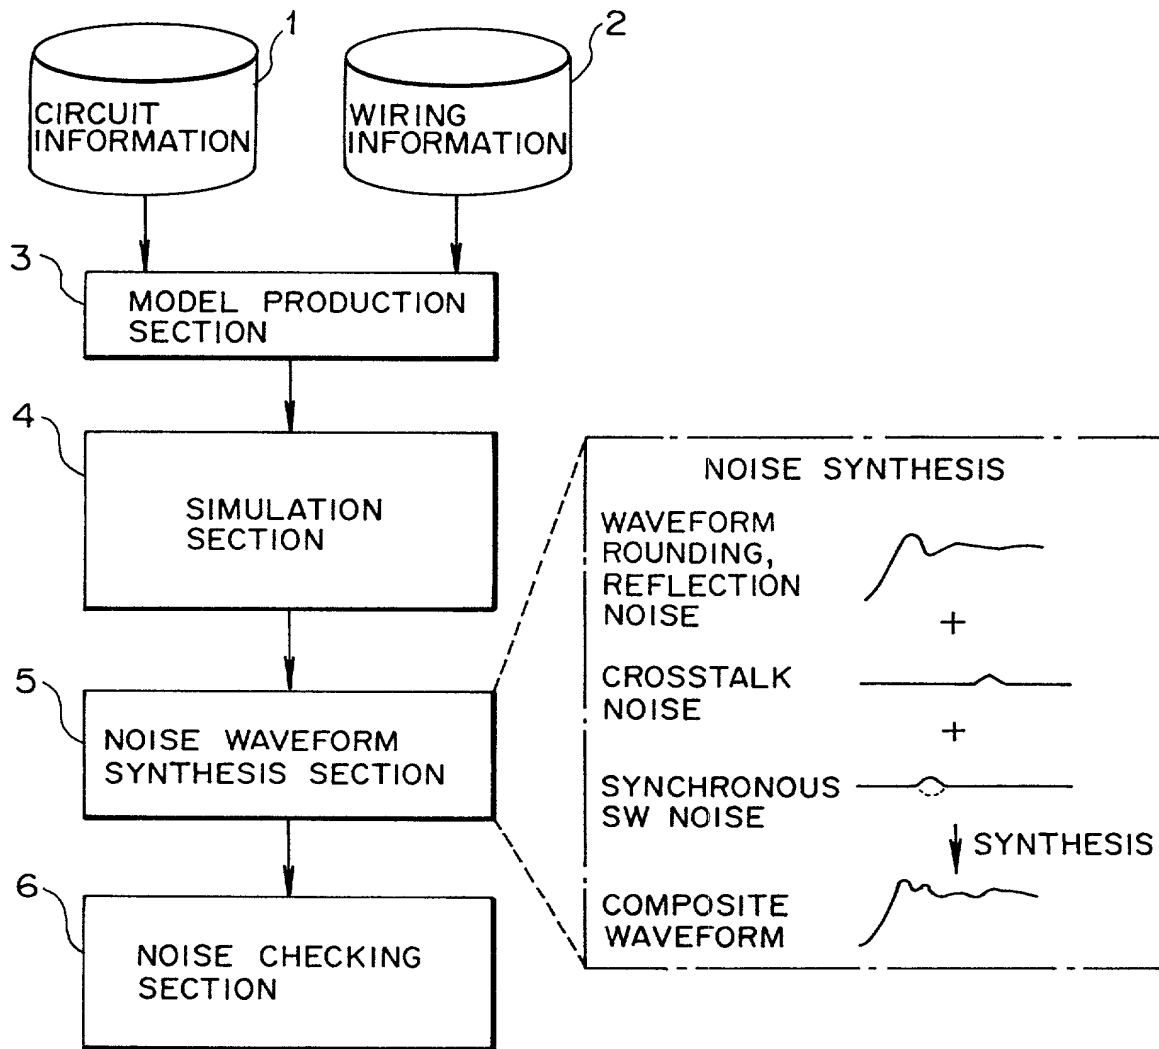 1
2
CIRCUIT
INFORMATION
WIRING
INFORMATION
3
MODEL PRODUCTION
SECTION
4
SIMULATION
SECTION
5
NOISE WAVEFORM
SYNTHESIS SECTION
6
NOISE CHECKING
SECTION
NOISE SYNTHESIS
WAVEFORM
ROUNDING,
REFLECTION
NOISE
+
CROSSTALK
NOISE
+
SYNCHRONOUS
SW NOISE
SYNTHESIS
COMPOSITE
WAVEFORM